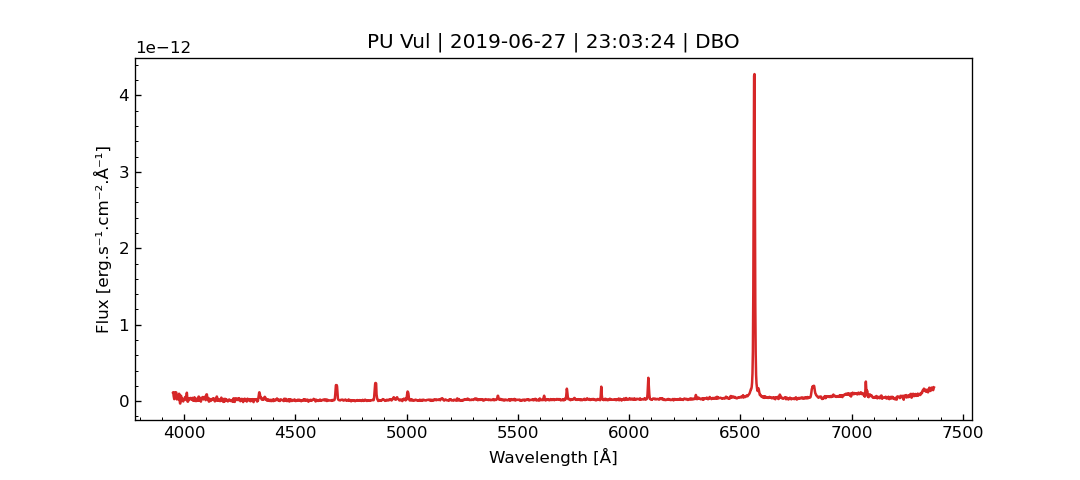 PU Vul | 2019-06-27 | 23:03:24 | DBO
1e−12
4
3
2
1
0
Flux [erg.s⁻¹.cm⁻².Å⁻¹]
4000 4500 5000 5500 6000 6500 7000 7500
Wavelength [Å]